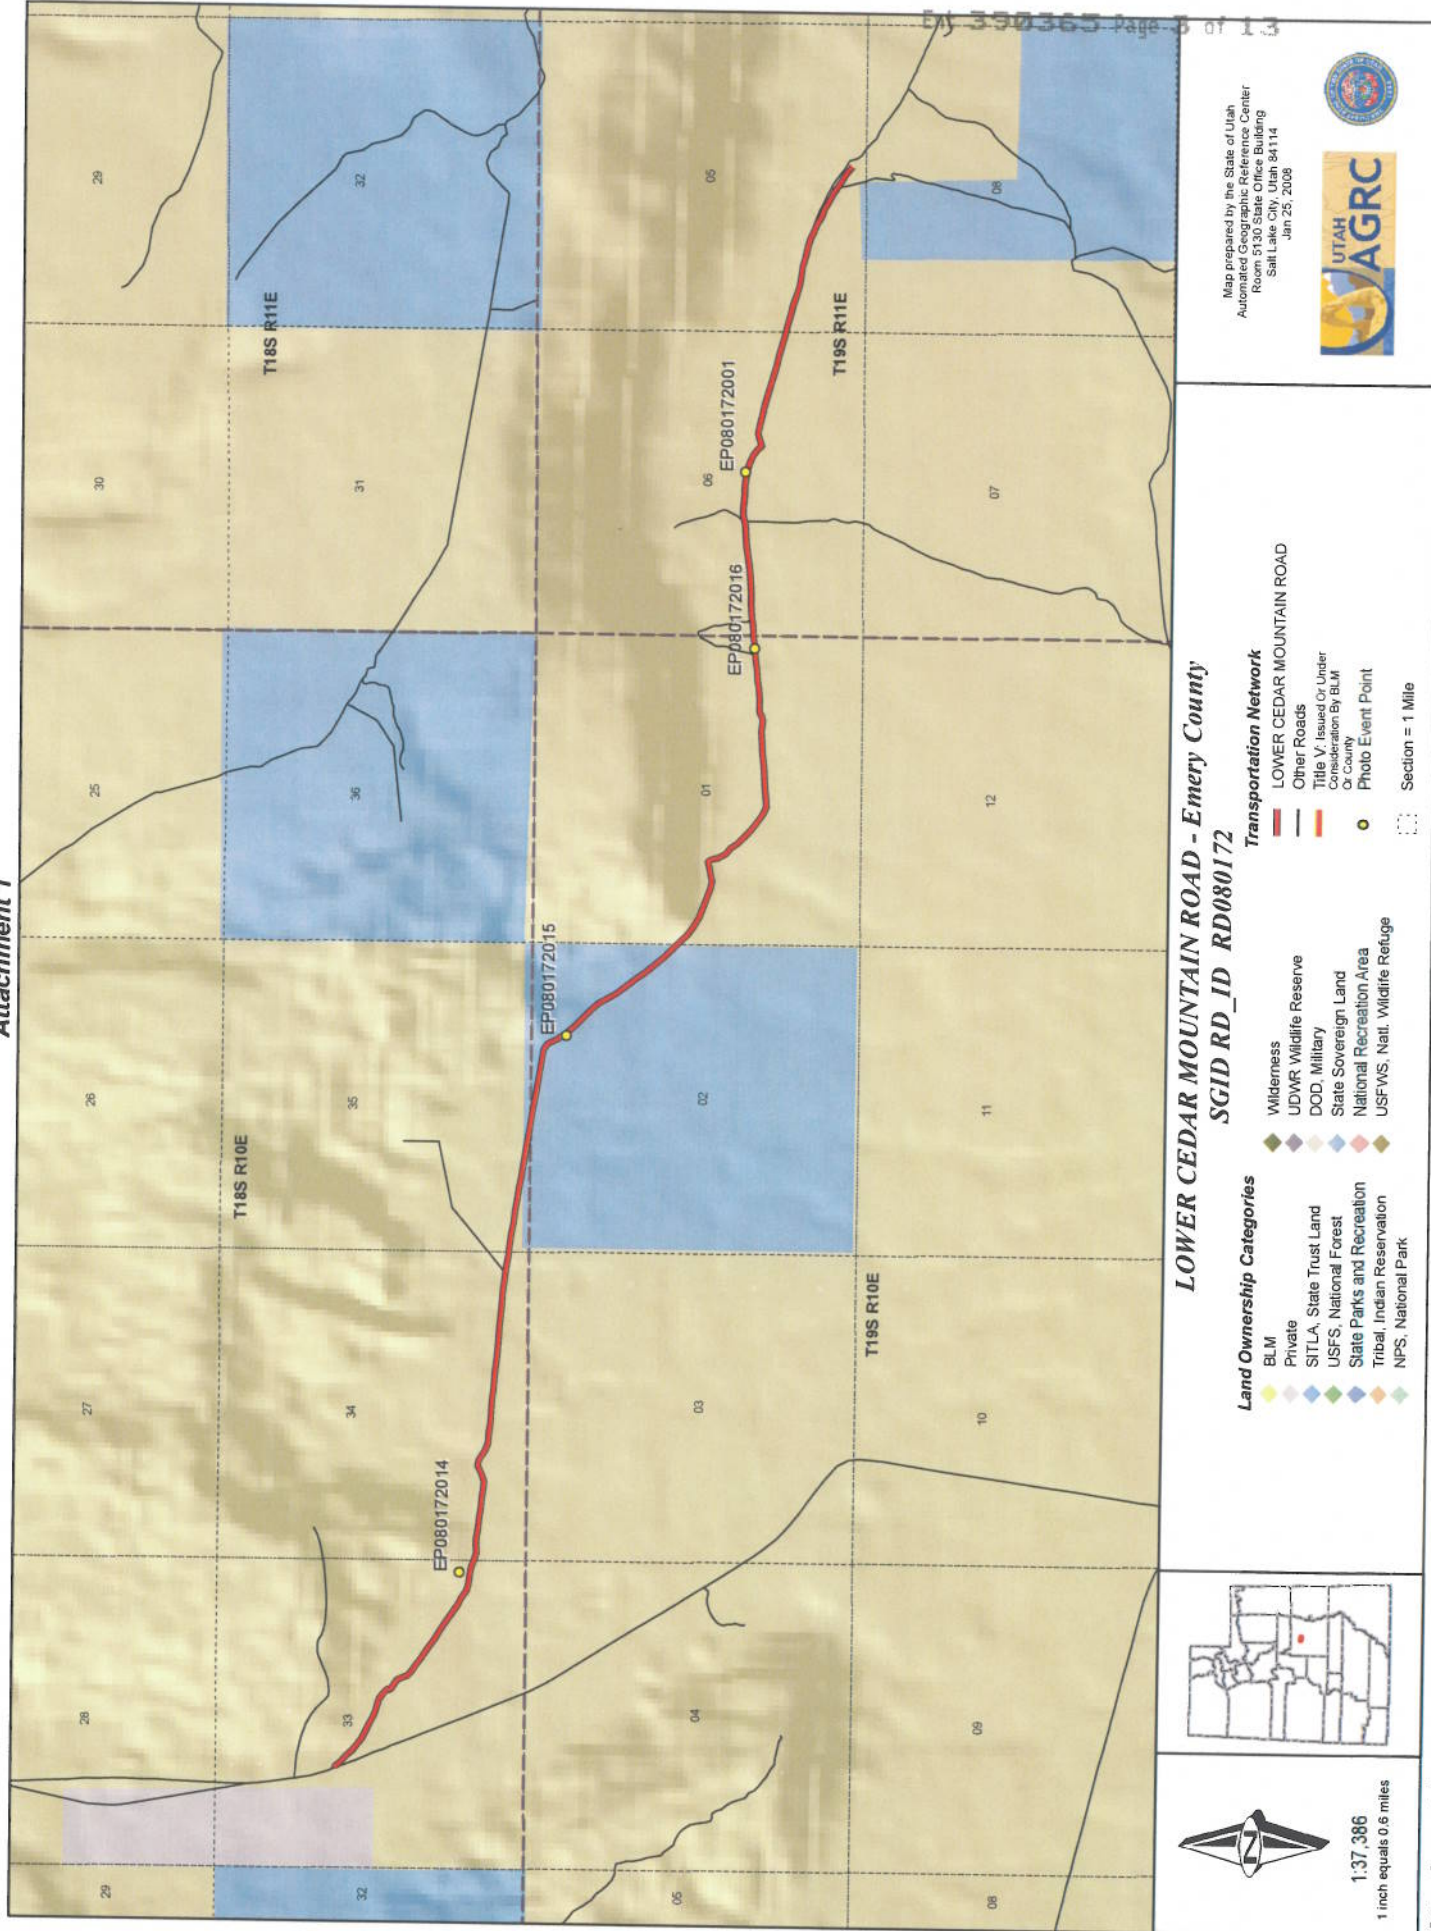 Attachment 1
390365 Page 3 of 13
28
27
26
25
30
29
29
T18S R10E
T18S R11E
33
34
35
36
31
32
32
EP080172014
EP080172015
EP080172016
EP080172001
04
03
02
01
06
05
05
T19S R10E
T19S R11E
09
10
11
12
07
08
08
1:37,386
1 inch equals 0.6 miles
N
LOWER CEDAR MOUNTAIN ROAD - Emery County
SGID RD_ID RD080172
Land Ownership Categories
BLM
Private
SITLA, State Trust Land
USFS, National Forest
State Parks and Recreation
Tribal, Indian Reservation
NPS, National Park
Wilderness
UDWR Wildlife Reserve
DOD, Military
State Sovereign Land
National Recreation Area
USFWS, Natl. Wildlife Refuge
Transportation Network
LOWER CEDAR MOUNTAIN ROAD
Other Roads
Title V: Issued Or Under
Consideration By BLM
Or County
Photo Event Point
Section = 1 Mile
Map prepared by the State of Utah
Automated Geographic Reference Center
Room 5130 State Office Building
Salt Lake City, Utah 84114
Jan 25, 2008
UTAH
AGRC